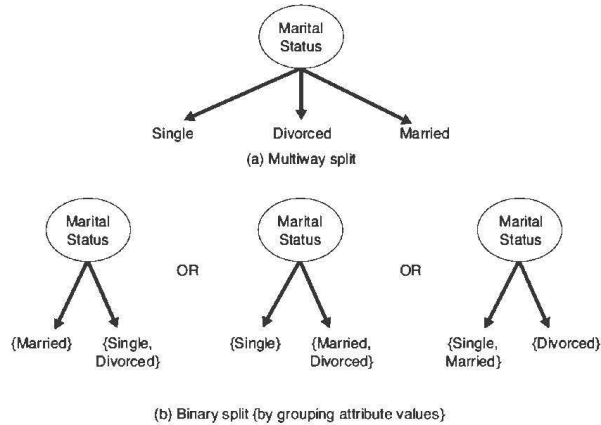 Marital
Status
Single Divorced Married
(a) Multiway split
Marital
Status
OR
Marital
Status
OR
Marital
Status
{Married}
{Single,
Divorced}
{Single}
{Married,
Divorced}
{Single,
Married}
{Divorced}
(b) Binary split {by grouping attribute values}